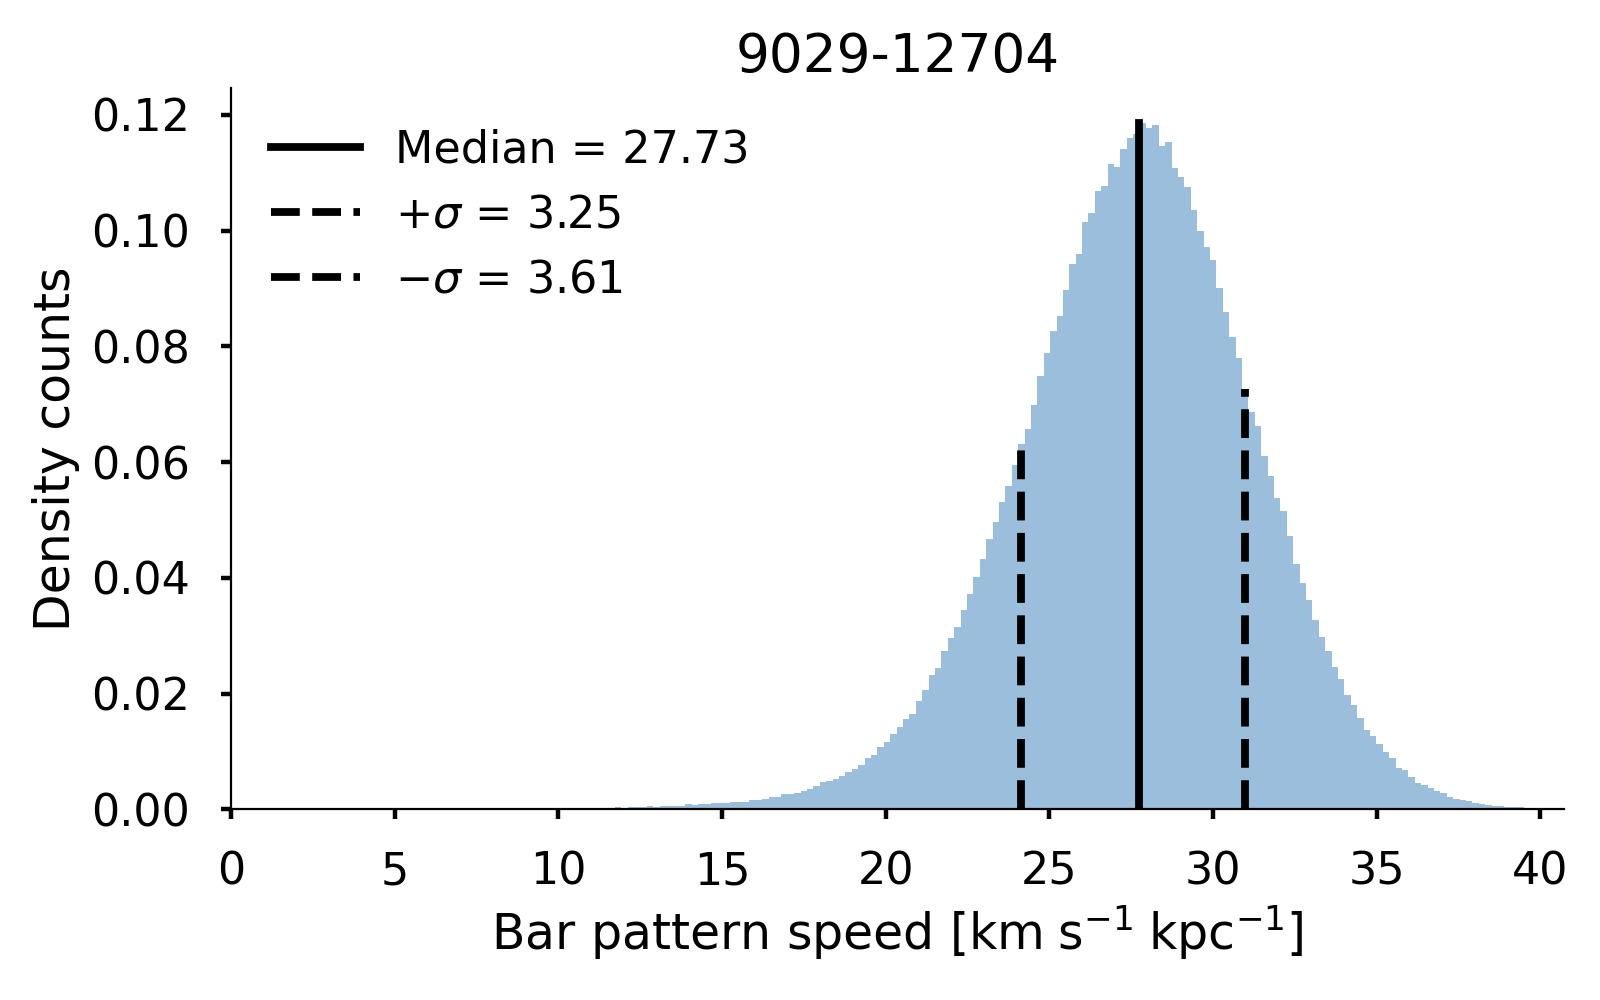 9029-12704
0.12
0.10
0.08
0.06
0.04
0.02
0.00
Density counts
Median = 27.73
+σ = 3.25
−σ = 3.61
0 5 10 15 20 25 30 35 40
Bar pattern speed [km s⁻¹ kpc⁻¹]